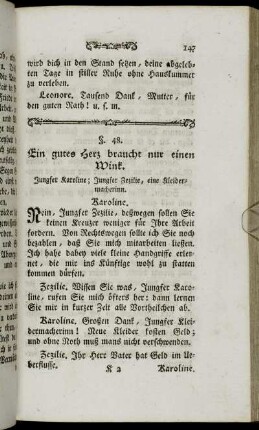 147
wird dich in den Stand setzen, deine abgeleb-
ten Tage in stiller Ruhe ohne Hauskummer
zu verleben.
Leonore. Tausend Dank, Mutter, für
den guten Rath! u. s. m.
§. 48.
Ein gutes Herz braucht nur einen
Wink.
Jungfer Karoline; Jungfer Zezilie, eine Kleider-
macherinn.
Karoline.
Nein, Jungfer Zezilie, deßwegen sollen Sie
keinen Kreuzer weniger für Ihre Arbeit
fordern. Von Rechtswegen sollte ich Sie noch
bezahlen, daß Sie mich mitarbeiten ließen.
Ich habe dabey viele kleine Handgriffe erler-
net, die mir ins Künftige wohl zu statten
kommen dürfen.
Zezilie. Wissen Sie was, Jungfer Karo-
line, rufen Sie mich öfters her: dann lernen
Sie mir in kurzer Zeit alle Vortheilchen ab.
Karoline. Großen Dank, Jungfer Klei-
dermacherinn! Neue Kleider kosten Geld;
und ohne Noth muß mans nicht verschwenden.
Zezilie. Ihr Herr Vater hat Geld im Ue-
berflusse.
K 2 Karoline.